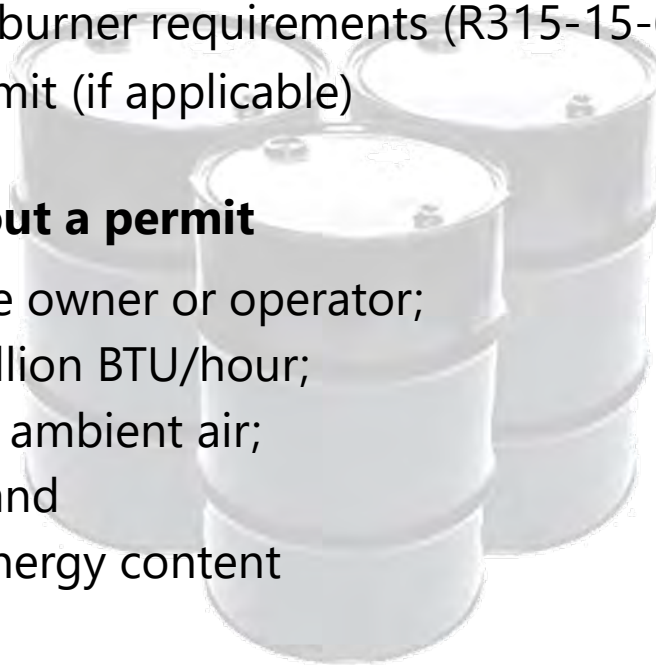 burner requirements (R315-15-
mit (if applicable)
out a permit
e owner or operator;
llion BTU/hour;
ambient air;
and
nergy content